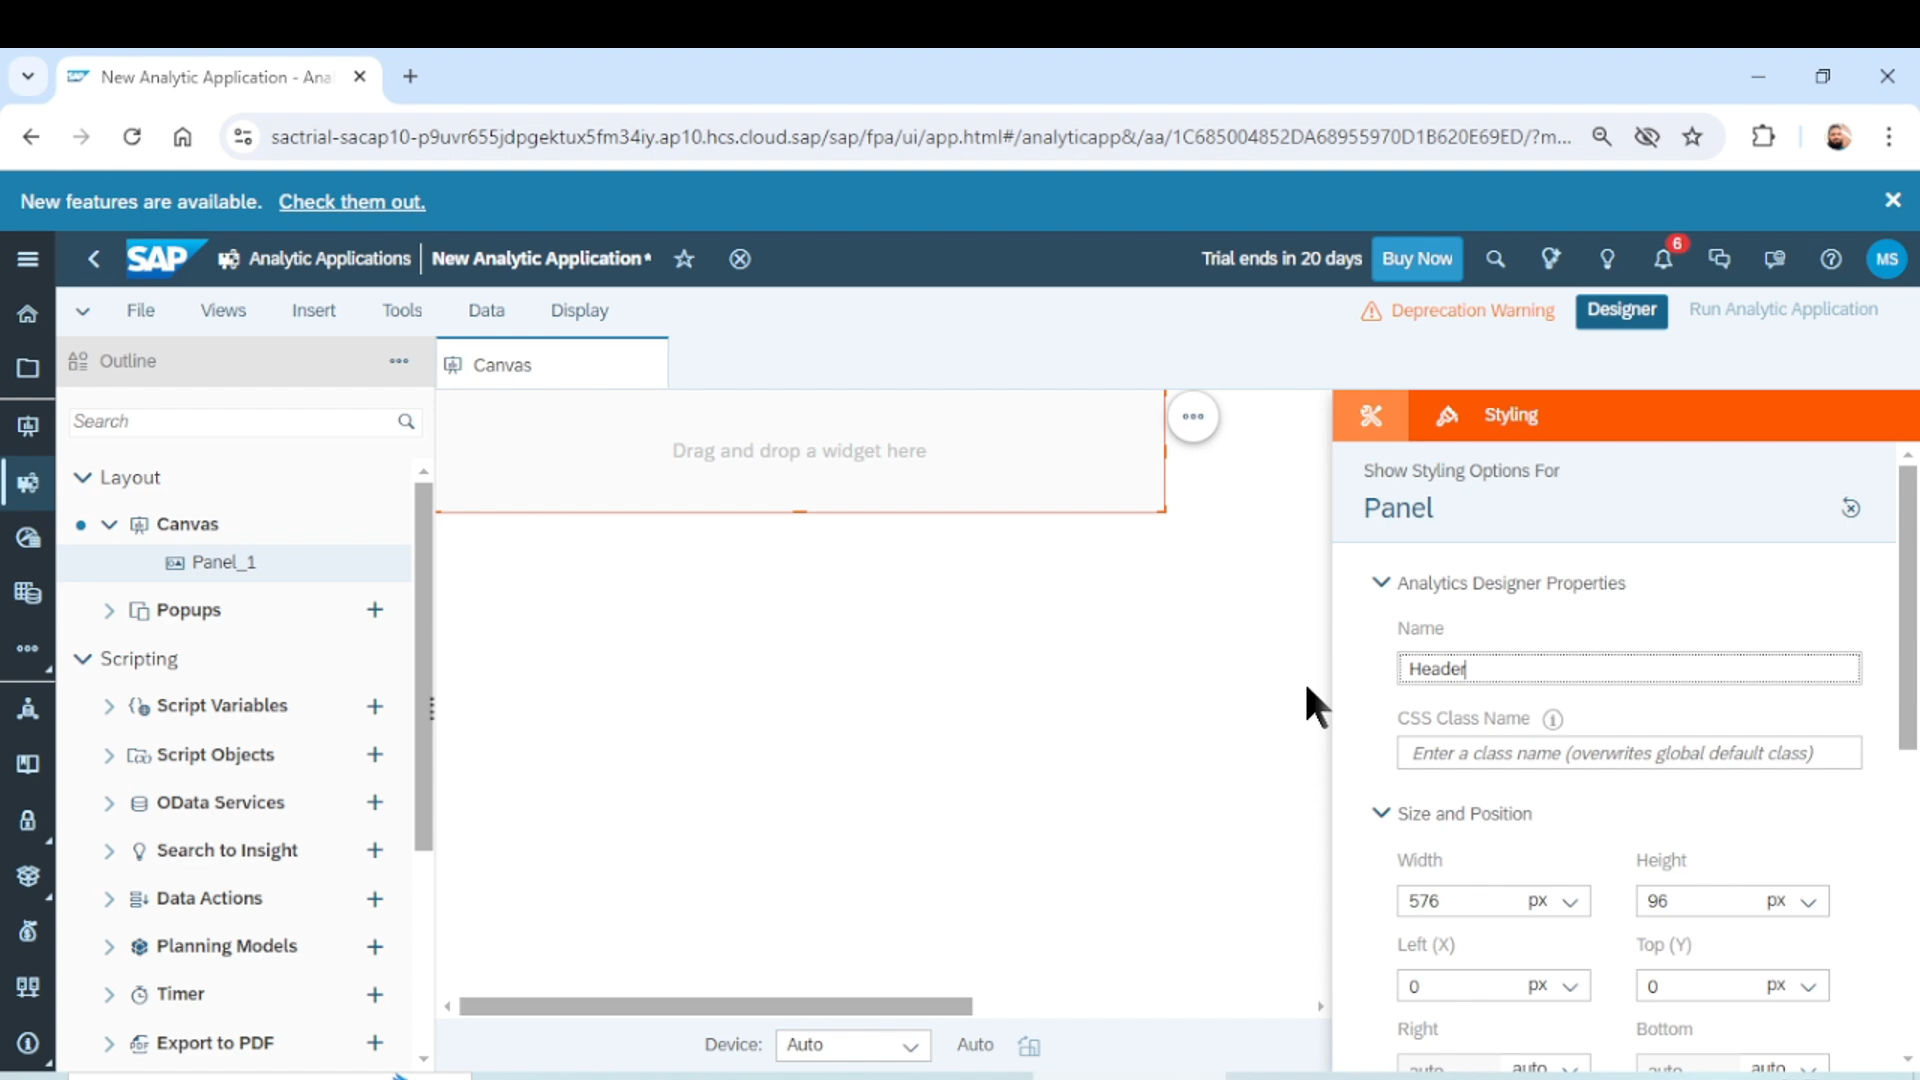 New Analytic Application - Ana
sactrial-sacap10-p9uvr655jdpgektux5fm34iy.ap10.hcs.cloud.sap/sap/fpa/ui/app.html#/analyticapp&/aa/1C685004852DA68955970D1B620E69ED/?m...
New features are available. Check them out.
SAP Analytic Applications New Analytic Application* Trial ends in 20 days Buy Now 6 MS
File Views Insert Tools Data Display Deprecation Warning Designer Run Analytic Application
Outline
Canvas
Styling
Search
Drag and drop a widget here
Show Styling Options For
Panel
Layout
Canvas
Panel_1
Popups
Analytics Designer Properties
Name
Header
Scripting
Script Variables
CSS Class Name
Enter a class name (overwrites global default class)
Script Objects
OData Services
Size and Position
Search to Insight
Width Height
Data Actions
576 px 96 px
Planning Models
Left (X) Top (Y)
Timer
0 px 0 px
Right Bottom
Export to PDF
Device: Auto Auto
auto auto auto auto